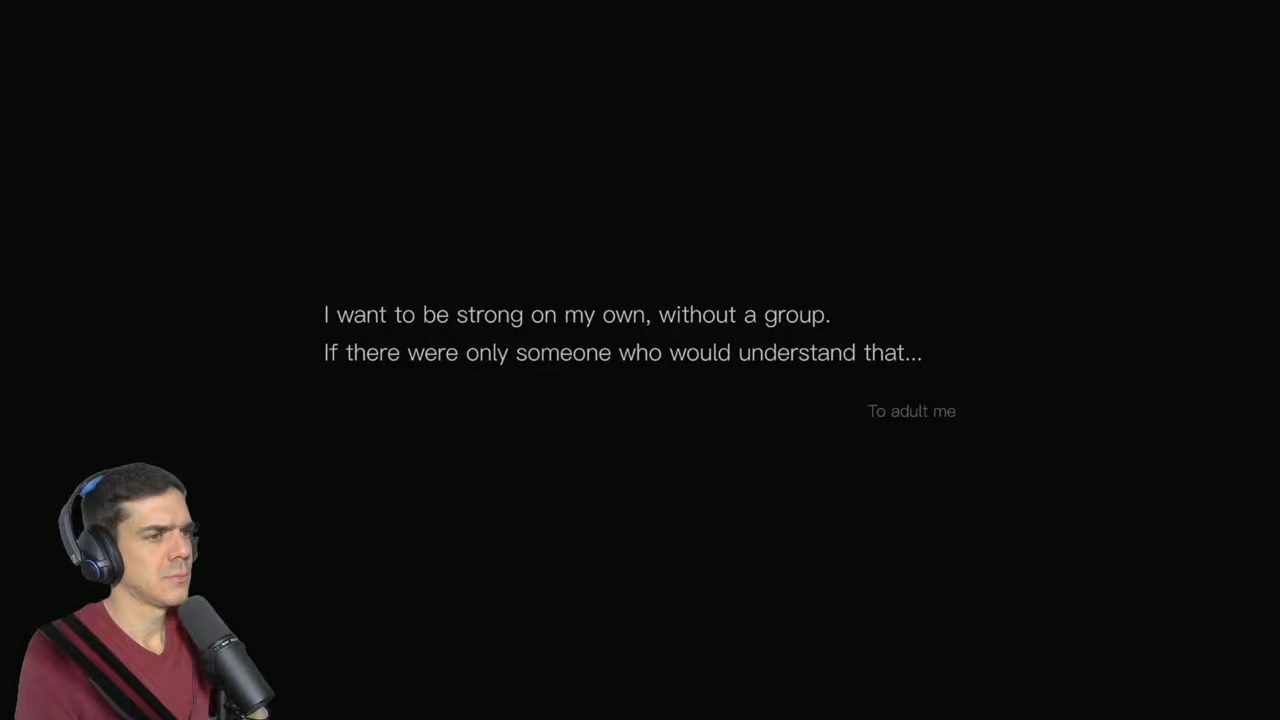 I want to be strong on my own, without a group.
If there were only someone who would understand that...
To adult me